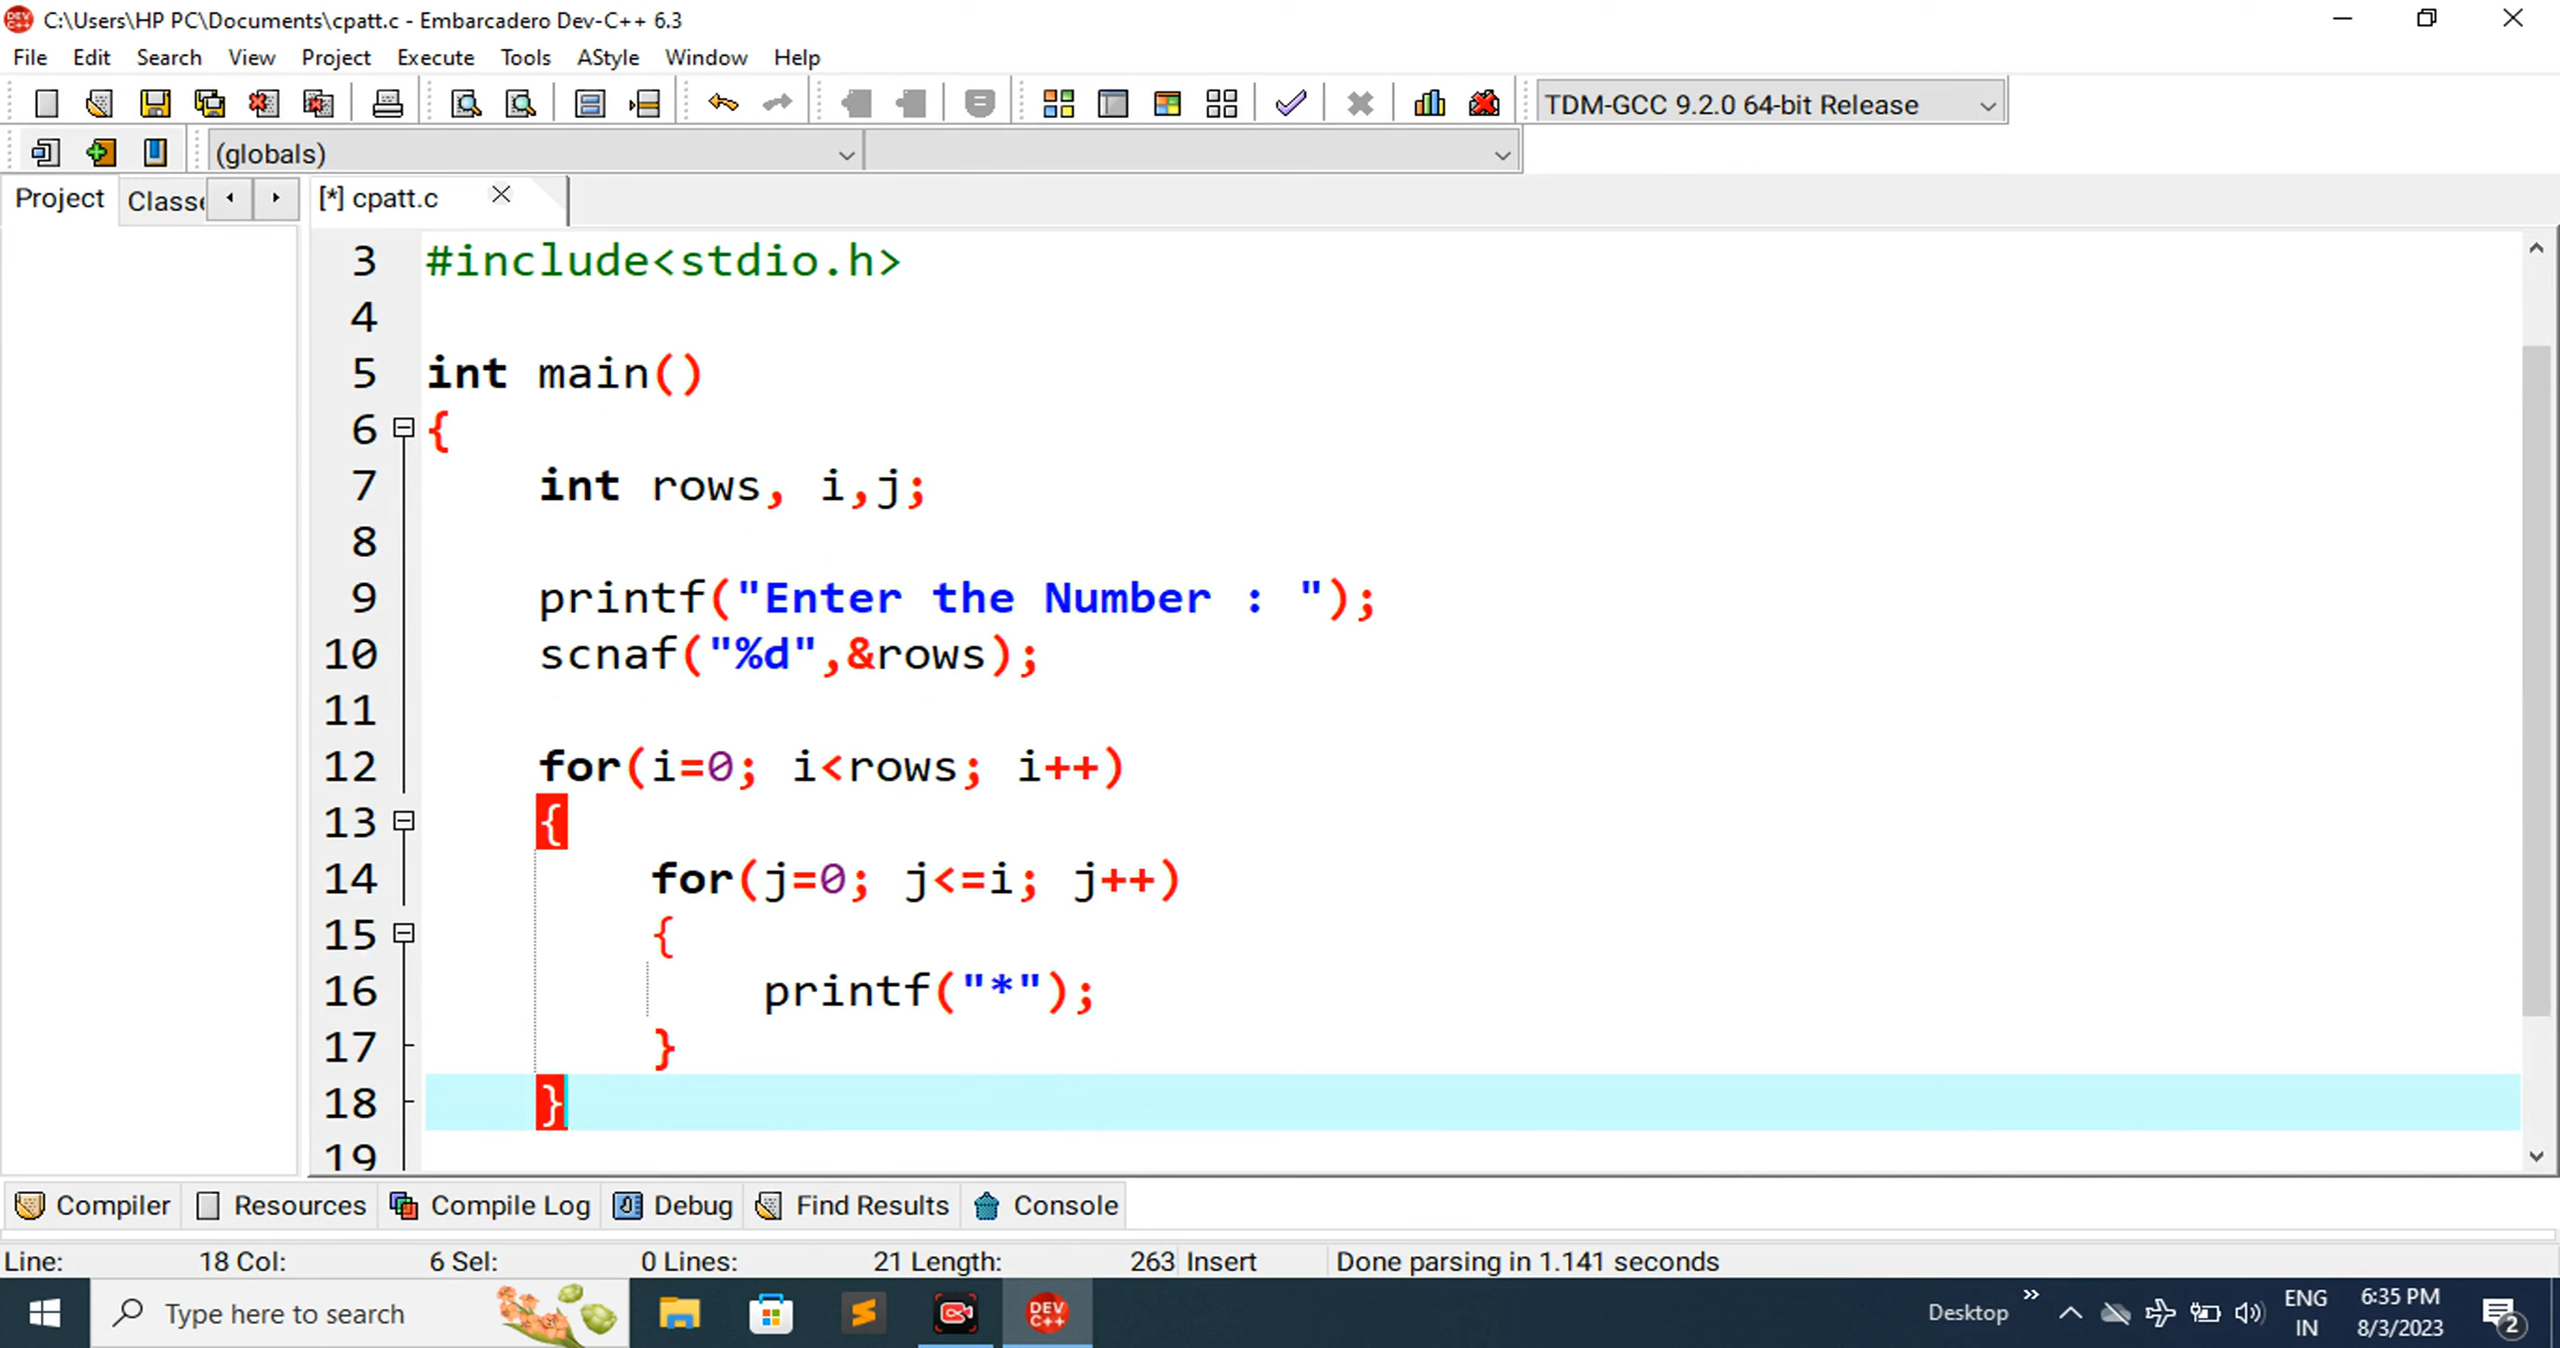 C:\Users\HP PC\Documents\cpatt.c - Embarcadero Dev-C++ 6.3
File Edit Search View Project Execute Tools AStyle Window Help
TDM-GCC 9.2.0 64-bit Release
(globals)
Project Classe [*] cpatt.c
3 #include<stdio.h>
4
5 int main()
6 {
7 int rows, i,j;
8
9 printf("Enter the Number : ");
10 scnaf("%d",&rows);
11
12 for(i=0; i<rows; i++)
13 {
14 for(j=0; j<=i; j++)
15 {
16 printf("*");
17 }
18 }
19
Compiler Resources Compile Log Debug Find Results Console
Line: 18 Col: 6 Sel: 0 Lines: 21 Length: 263 Insert Done parsing in 1.141 seconds
Type here to search DEV C++ Desktop » ENG 6:35 PM
IN 8/3/2023 2